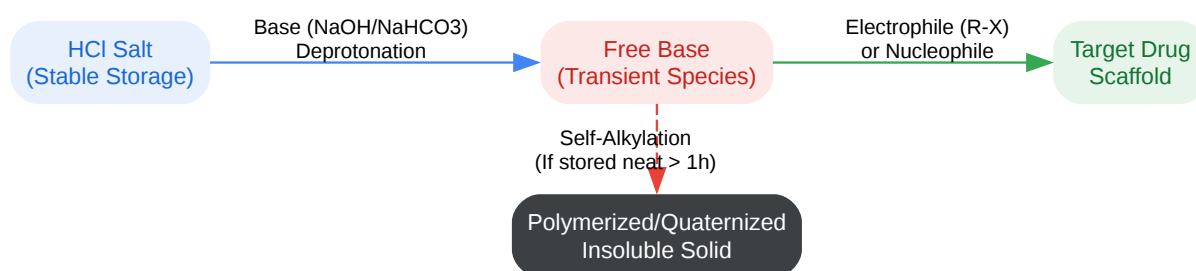 HCl Salt
(Stable Storage)
Base (NaOH/NaHCO3)
Deprotonation
Free Base
(Transient Species)
Electrophile (R-X)
or Nucleophile
Target Drug
Scaffold
Self-Alkylation
(If stored neat > 1h)
Polymerized/Quaternized
Insoluble Solid